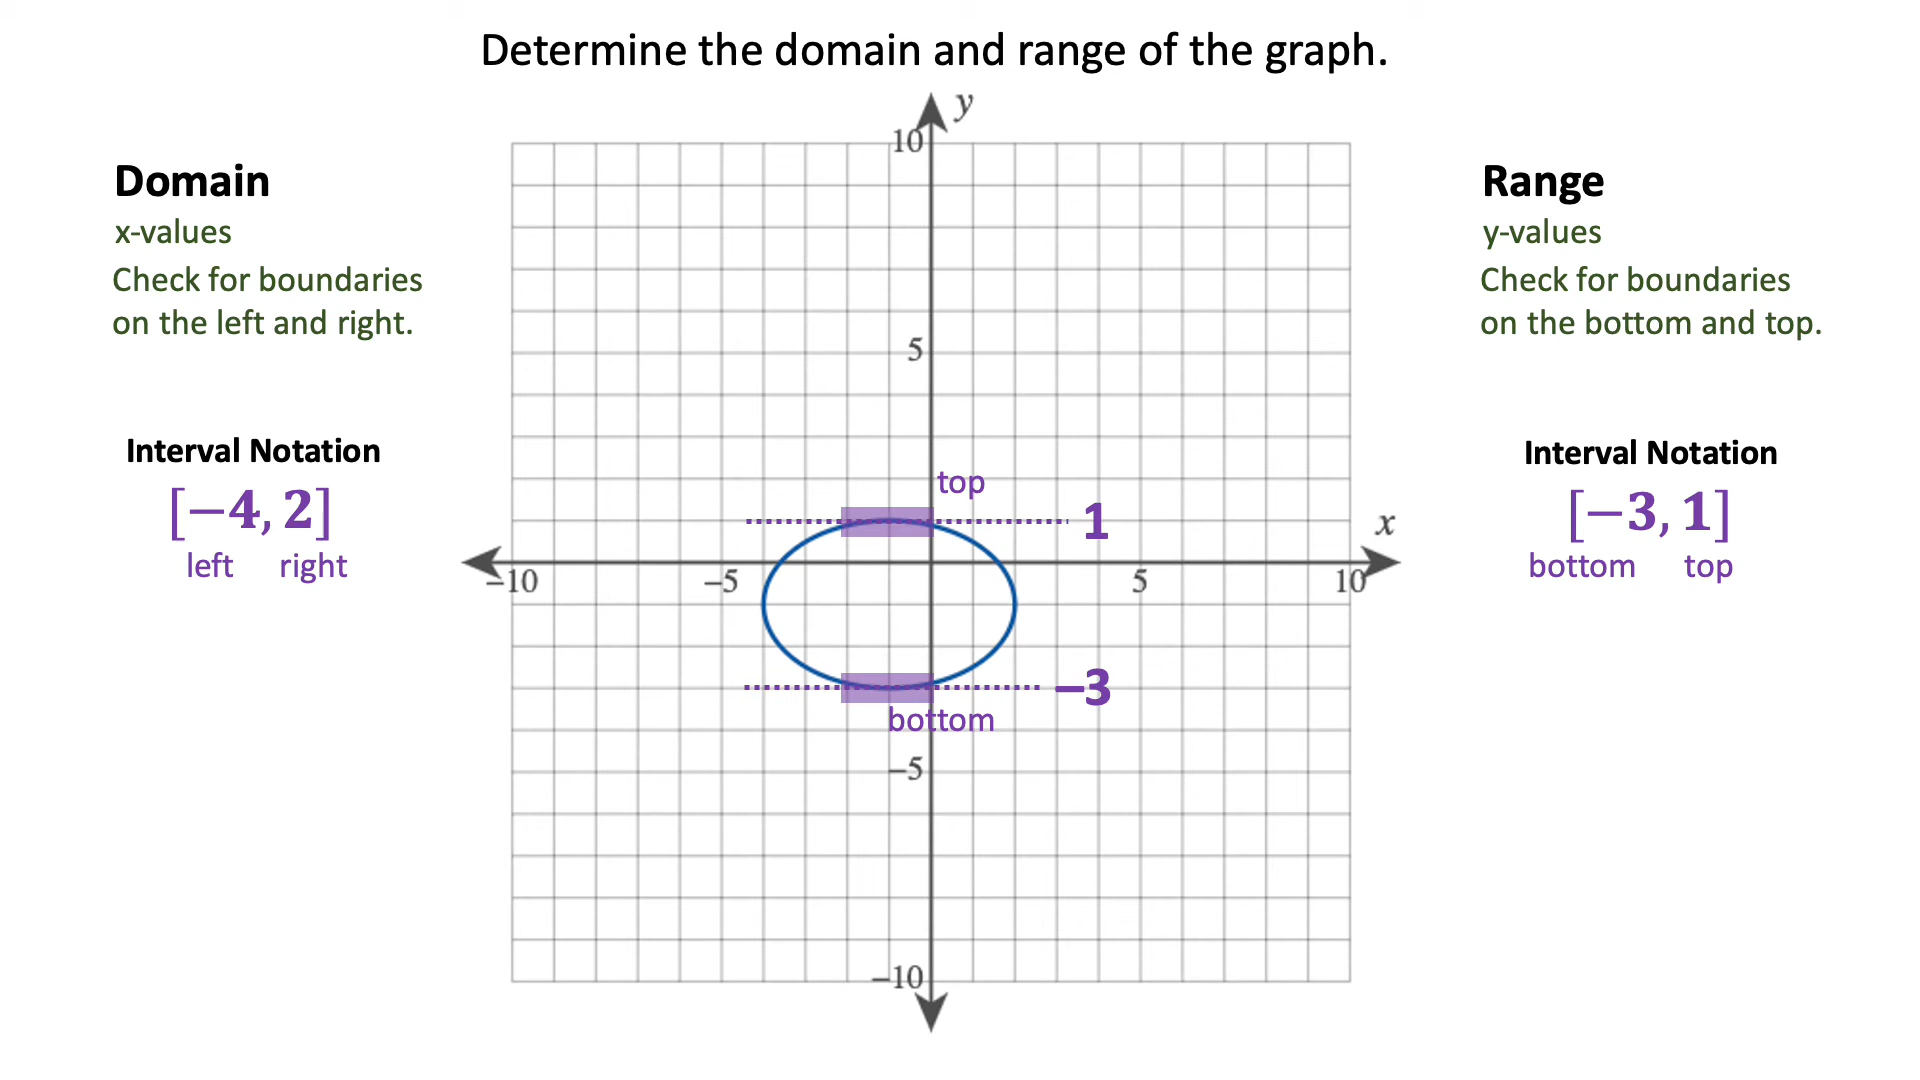 Determine the domain and range of the graph.
Domain
x-values
Check for boundaries
on the left and right.
Interval Notation
[−4, 2]
left right
y
10
5
top
1
x
−10 −5 5 10
−3
bottom
−5
−10
Range
y-values
Check for boundaries
on the bottom and top.
Interval Notation
[−3, 1]
bottom top